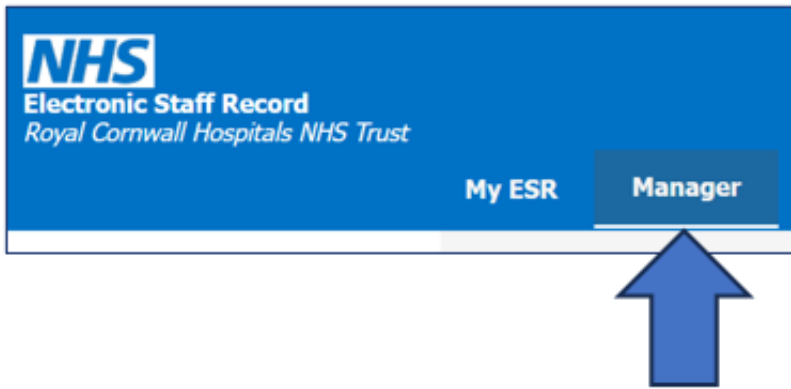 NHS
Electronic Staff Record
Royal Cornwall Hospitals NHS Trust
My ESR Manager